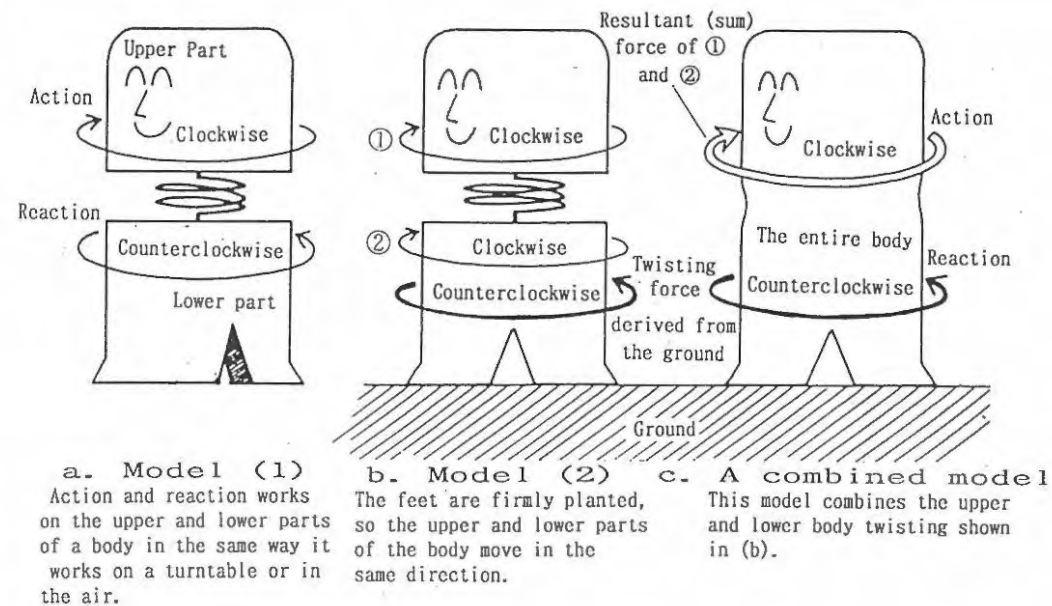 Upper Part
Action
Clockwise
Reaction
Counterclockwise
Lower part
①
Clockwise
②
Clockwise
Counterclockwise
Twisting
force
derived from
the ground
Resultant (sum)
force of ①
and ②
Action
Clockwise
The entire body
Reaction
Counterclockwise
Ground
a. Model (1)
Action and reaction works
on the upper and lower parts
of a body in the same way it
works on a turntable or in
the air.
b. Model (2)
The feet are firmly planted,
so the upper and lower parts
of the body move in the
same direction.
c. A combined model
This model combines the upper
and lower body twisting shown
in (b).